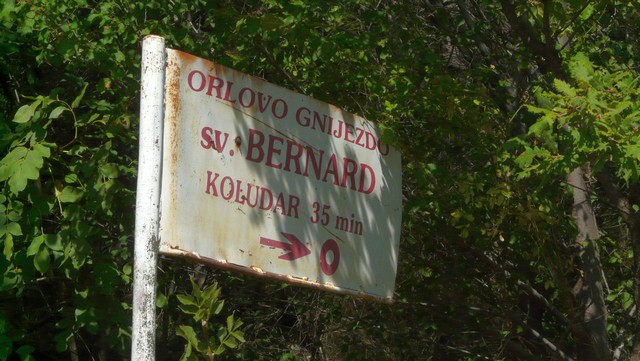 ORLOVO GNIJEZDO
sv. BERNARD
KOLUDAR 35 min